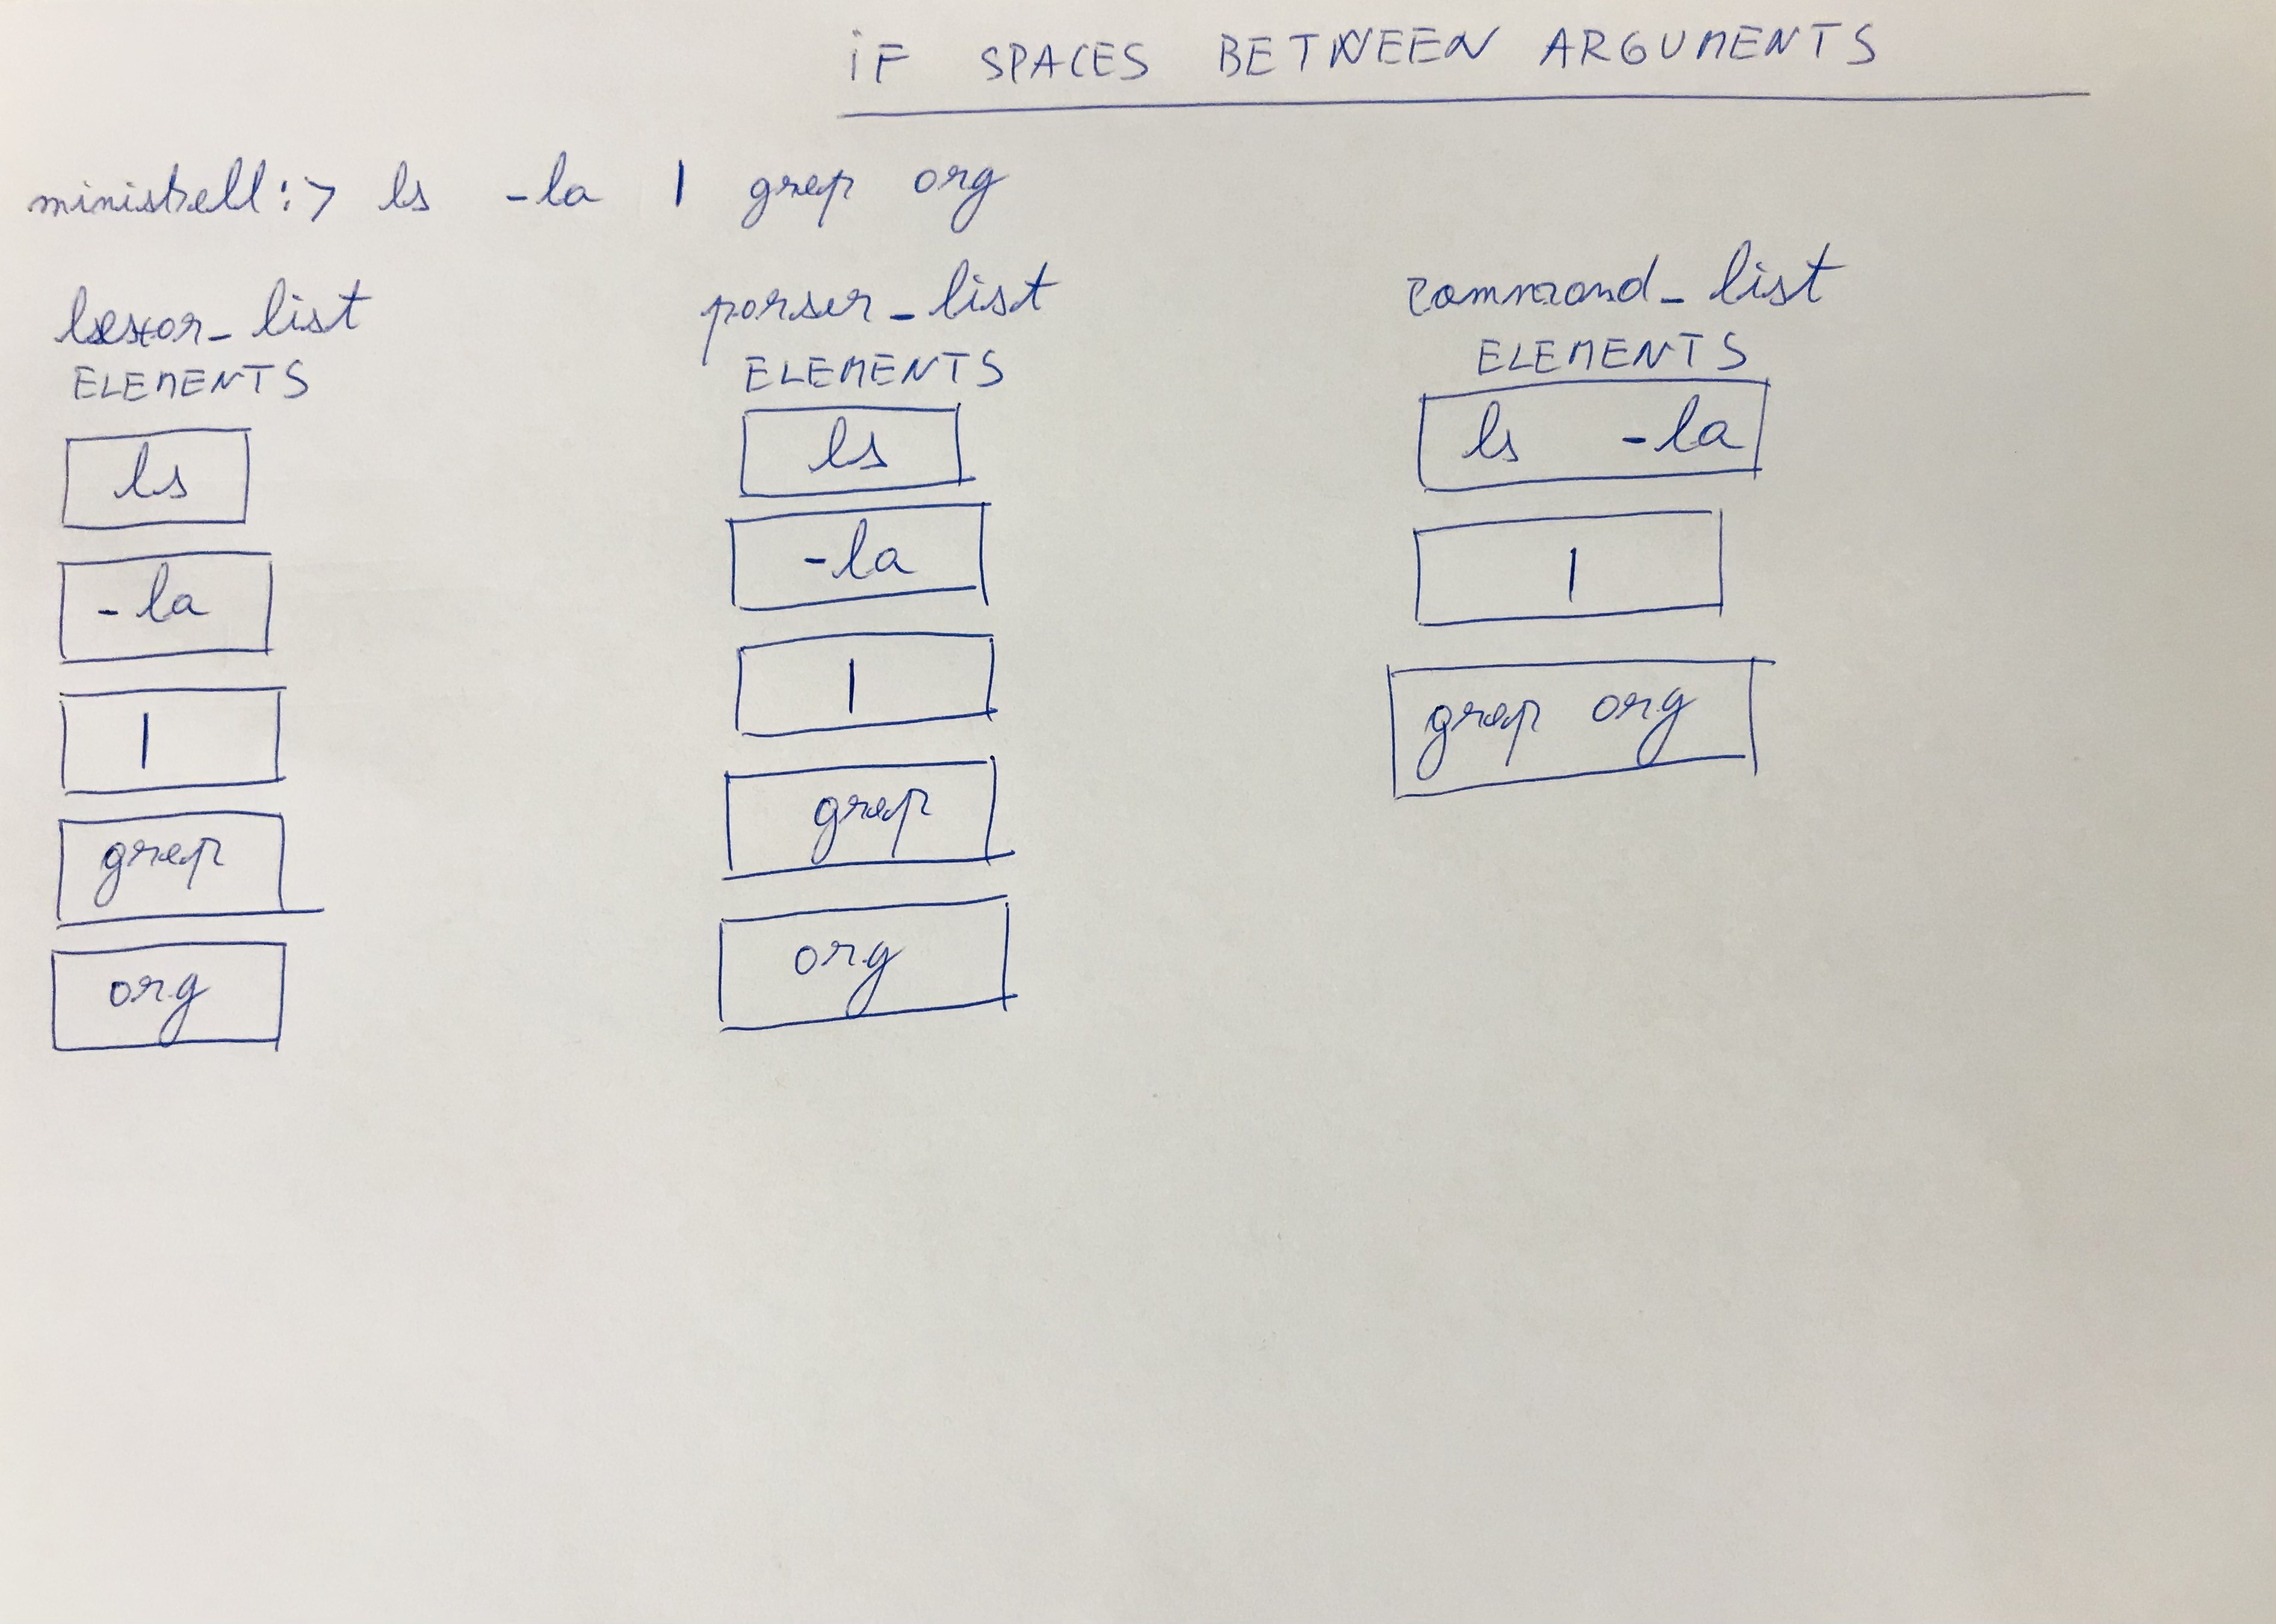 iF SPACES BETWEEN ARGUMENTS
minishell:> ls -la | grep org
lexor_list
ELEMENTS
ls
-la
|
grep
org
parser_list
ELEMENTS
ls
-la
|
grep
org
command_list
ELEMENTS
ls -la
|
grep org